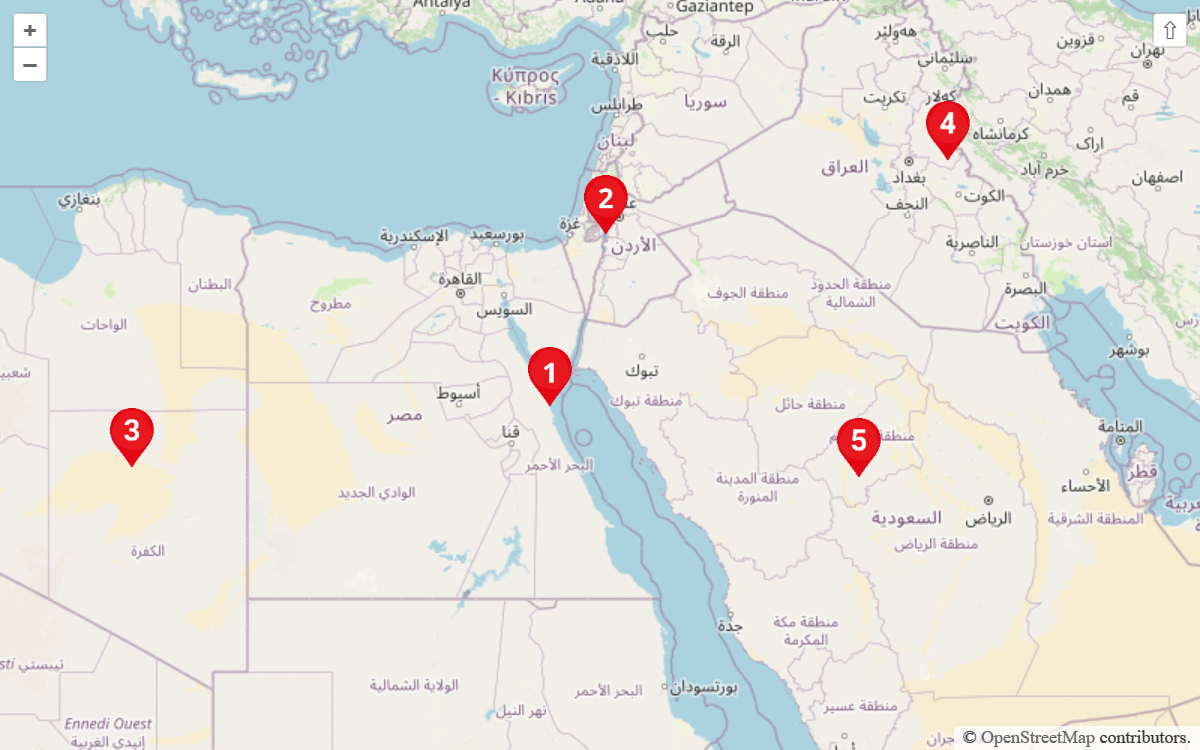 +
−
⇧
Antalya
Gaziantep
حلب
الرقة
هەولێر
قزوین
تهران
سلێمانی
اللاذقية
Κύπρος
- Kıbrıs
طرابلس
سوريا
تكريت
كەلار
همدان
قم
4
كرمانشاه
اراک
لبنان
العراق
بغداد
خرم آباد
اصفهان
بنغازي
2
غزة
الكوت
النجف
الإسكندرية
بورسعيد
الأردن
الناصرية
استان خوزستان
البطنان
القاهرة
مطروح
السويس
منطقة الجوف
منطقة الحدود
الشمالية
البصرة
الواحات
الكويت
بوشهر
1
تبوك
أسيوط
مصر
منطقة تبوك
منطقة حائل
3
قنا
5
المنامة
البحر الأحمر
قطر
منطقة المدينة
المنورة
الوادي الجديد
الأحساء
السعودية
الرياض
المنطقة الشرقية
منطقة الرياض
الكفرة
جدة
منطقة مكة
المكرمة
تيبستي
الولاية الشمالية
البحر الأحمر
بورتسودان
نهر النيل
منطقة عسير
Ennedi Ouest
إنيدي الغربية
© OpenStreetMap contributors.